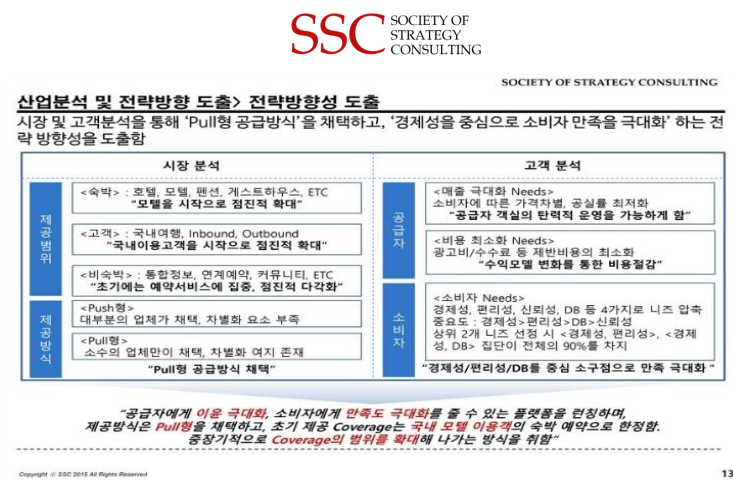 SSC SOCIETY OF
STRATEGY
CONSULTING
SOCIETY OF STRATEGY CONSULTING
산업분석 및 전략방향 도출> 전략방향성 도출
시장 및 고객분석을 통해 ‘Pull형 공급방식’을 채택하고, ‘경제성을 중심으로 소비자 만족을 극대화’ 하는 전
략 방향성을 도출함
시장 분석
제공범위
<숙박> : 호텔, 모텔, 펜션, 게스트하우스, ETC
“모텔을 시작으로 점진적 확대”
<고객> : 국내여행, Inbound, Outbound
“국내이용고객을 시작으로 점진적 확대”
<비숙박> : 통합정보, 연계예약, 커뮤니티, ETC
“초기에는 예약서비스에 집중, 점진적 다각화”
제공방식
<Push형>
대부분의 업체가 채택, 차별화 요소 부족
<Pull형>
소수의 업체만이 채택, 차별화 여지 존재
“Pull형 공급방식 채택”
고객 분석
공급자
<매출 극대화 Needs>
소비자에 따른 가격차별, 공실률 최저화
“공급자 객실의 탄력적 운영을 가능하게 함”
<비용 최소화 Needs>
광고비/수수료 등 제반비용의 최소화
“수익모델 변화를 통한 비용절감”
소비자
<소비자 Needs>
경제성, 편리성, 신뢰성, DB 등 4가지로 니즈 압축
중요도 : 경제성>편리성>DB>신뢰성
상위 2개 니즈 선정 시 <경제성, 편리성>, <경제
성, DB> 집단이 전체의 90%를 차지
“경제성/편리성/DB를 중심 소구점으로 만족 극대화 “
“공급자에게 이윤 극대화, 소비자에게 만족도 극대화를 줄 수 있는 플랫폼을 런칭하며,
제공방식은 Pull형을 채택하고, 초기 제공 Coverage는 국내 모텔 이용객의 숙박 예약으로 한정함.
중장기적으로 Coverage의 범위를 확대해 나가는 방식을 취함”
Copyright ⓒ SSC 2015 All Rights Reserved
13